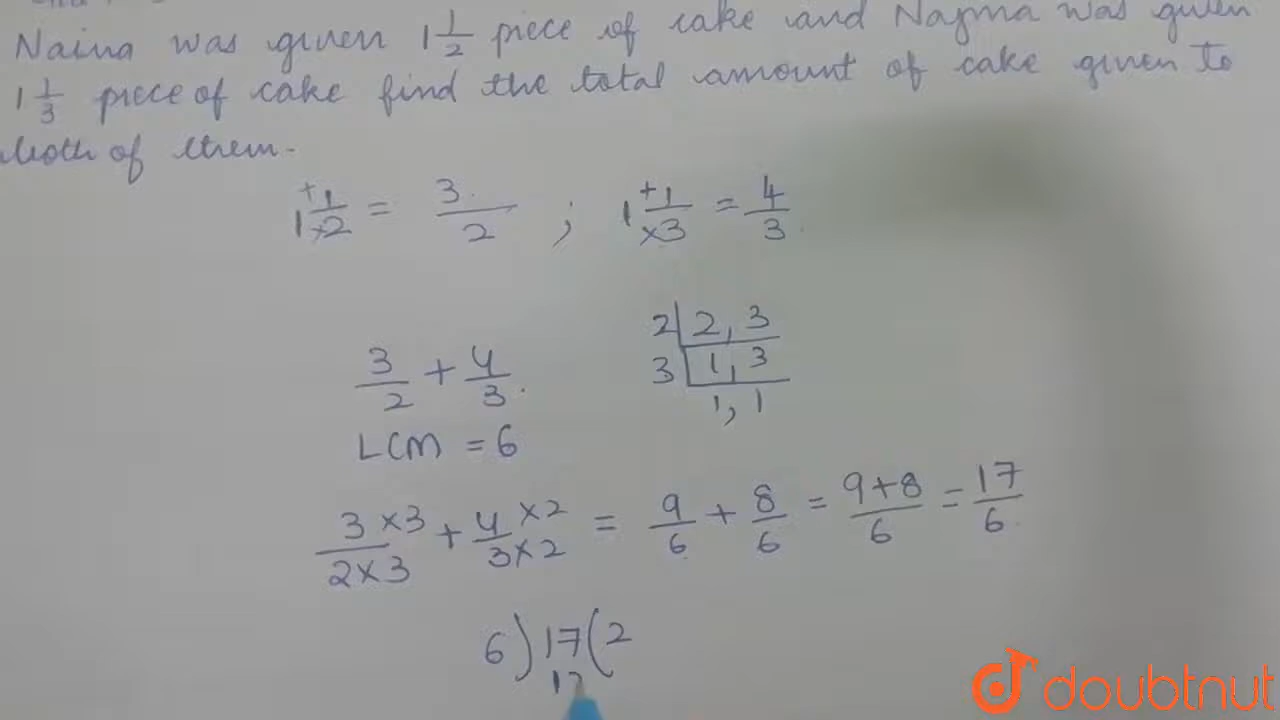 Naina was given 1 1/2 piece of cake and Najma was given
1 1/3 piece of cake find the total amount of cake given to
both of them.
1 +1/×2 = 3/2 ; 1 +1/×3 = 4/3
2 | 2, 3
3 | 1, 3
1, 1
3/2 + 4/3
LCM = 6
3×3/2×3 + 4×2/3×2 = 9/6 + 8/6 = 9+8/6 = 17/6
6 ) 17 ( 2
doubtnut